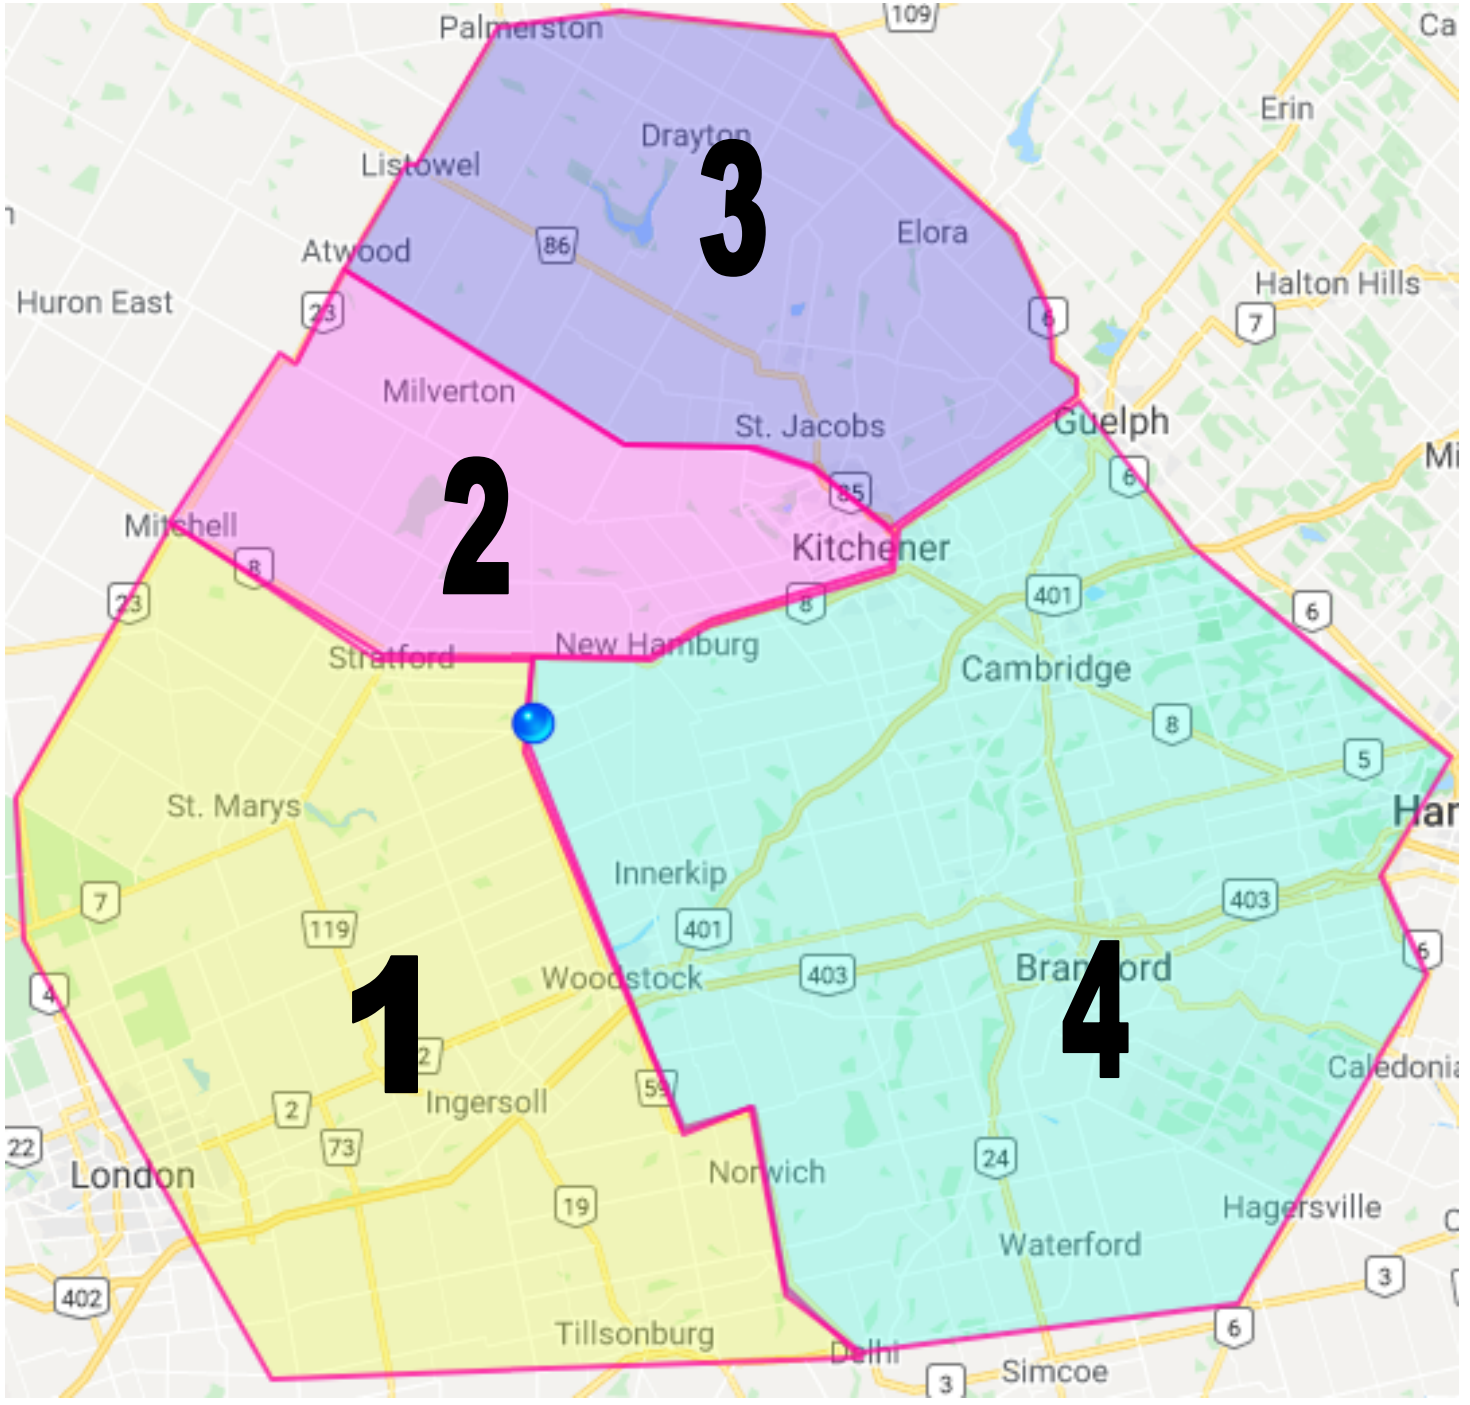 109
Ca
Palmerston
Erin
Drayton
3
Listowel
Elora
86
Atwood
Halton Hills
Huron East
23
6
7
Milverton
St. Jacobs
Guelph
Mi
6
85
2
Mitchell
Kitchener
8
401
23
8
6
New Hamburg
Stratford
Cambridge
8
5
St. Marys
Har
Innerkip
7
403
119
401
6
Woodstock
403
Brantford
4
1
4
2
Caledonia
59
Ingersoll
2
22
73
24
London
Norwich
19
Hagersville
Waterford
3
402
6
Tillsonburg
Delhi
Simcoe
3